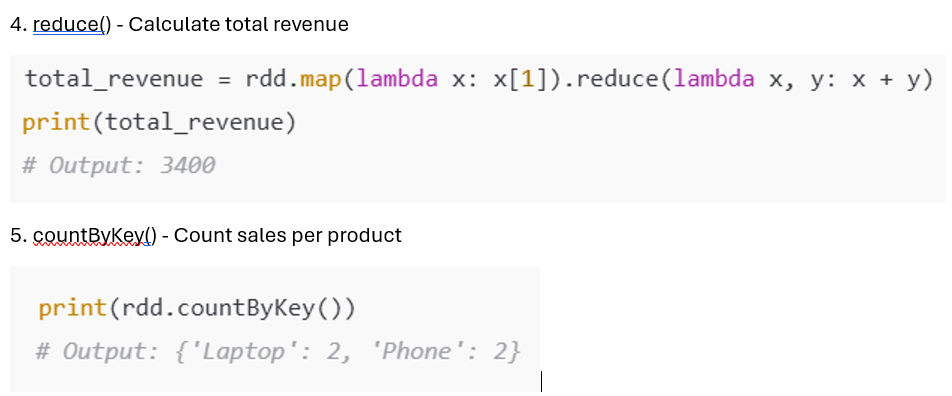 4. reduce() - Calculate total revenue
total_revenue = rdd.map(lambda x: x[1]).reduce(lambda x, y: x + y)
print(total_revenue)
# Output: 3400
5. countByKey() - Count sales per product
print(rdd.countByKey())
# Output: {'Laptop': 2, 'Phone': 2}